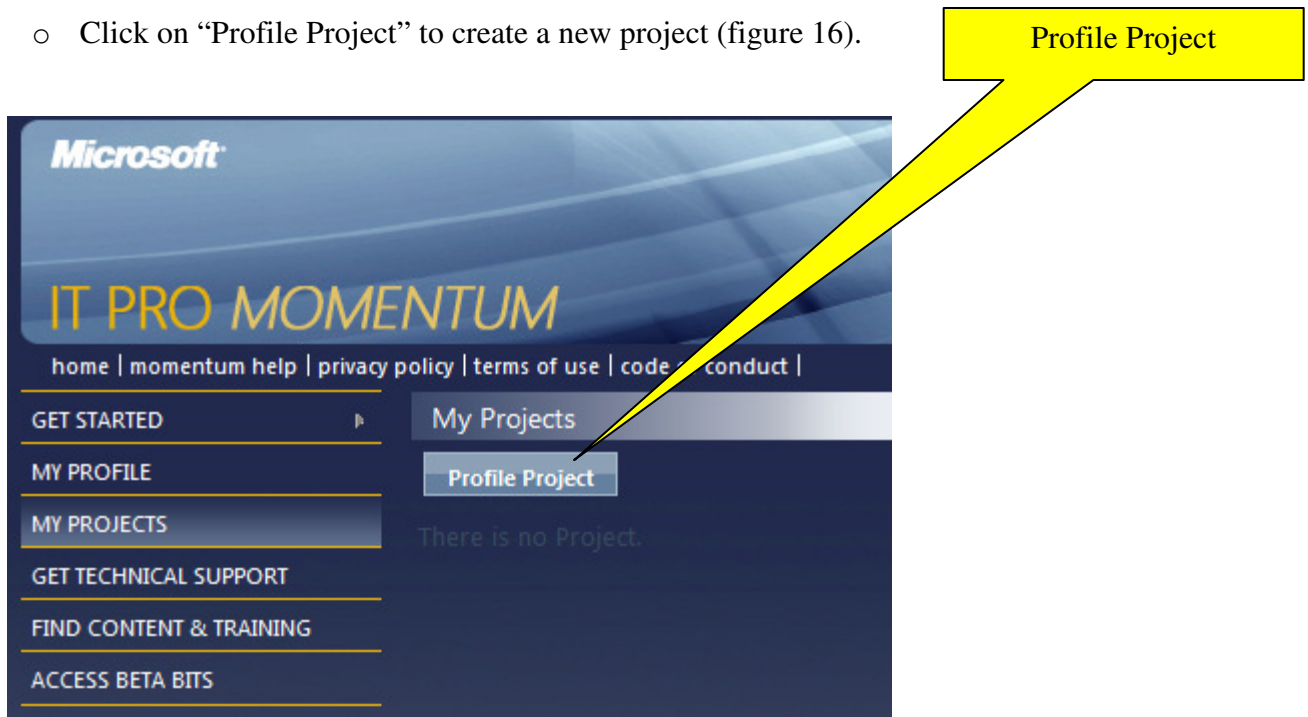 o Click on “Profile Project” to create a new project (figure 16).
Profile Project
Microsoft
IT PRO MOMENTUM
home | momentum help | privacy policy | terms of use | code conduct |
GET STARTED
MY PROFILE
MY PROJECTS
GET TECHNICAL SUPPORT
FIND CONTENT & TRAINING
ACCESS BETA BITS
My Projects
Profile Project
There is no Project.